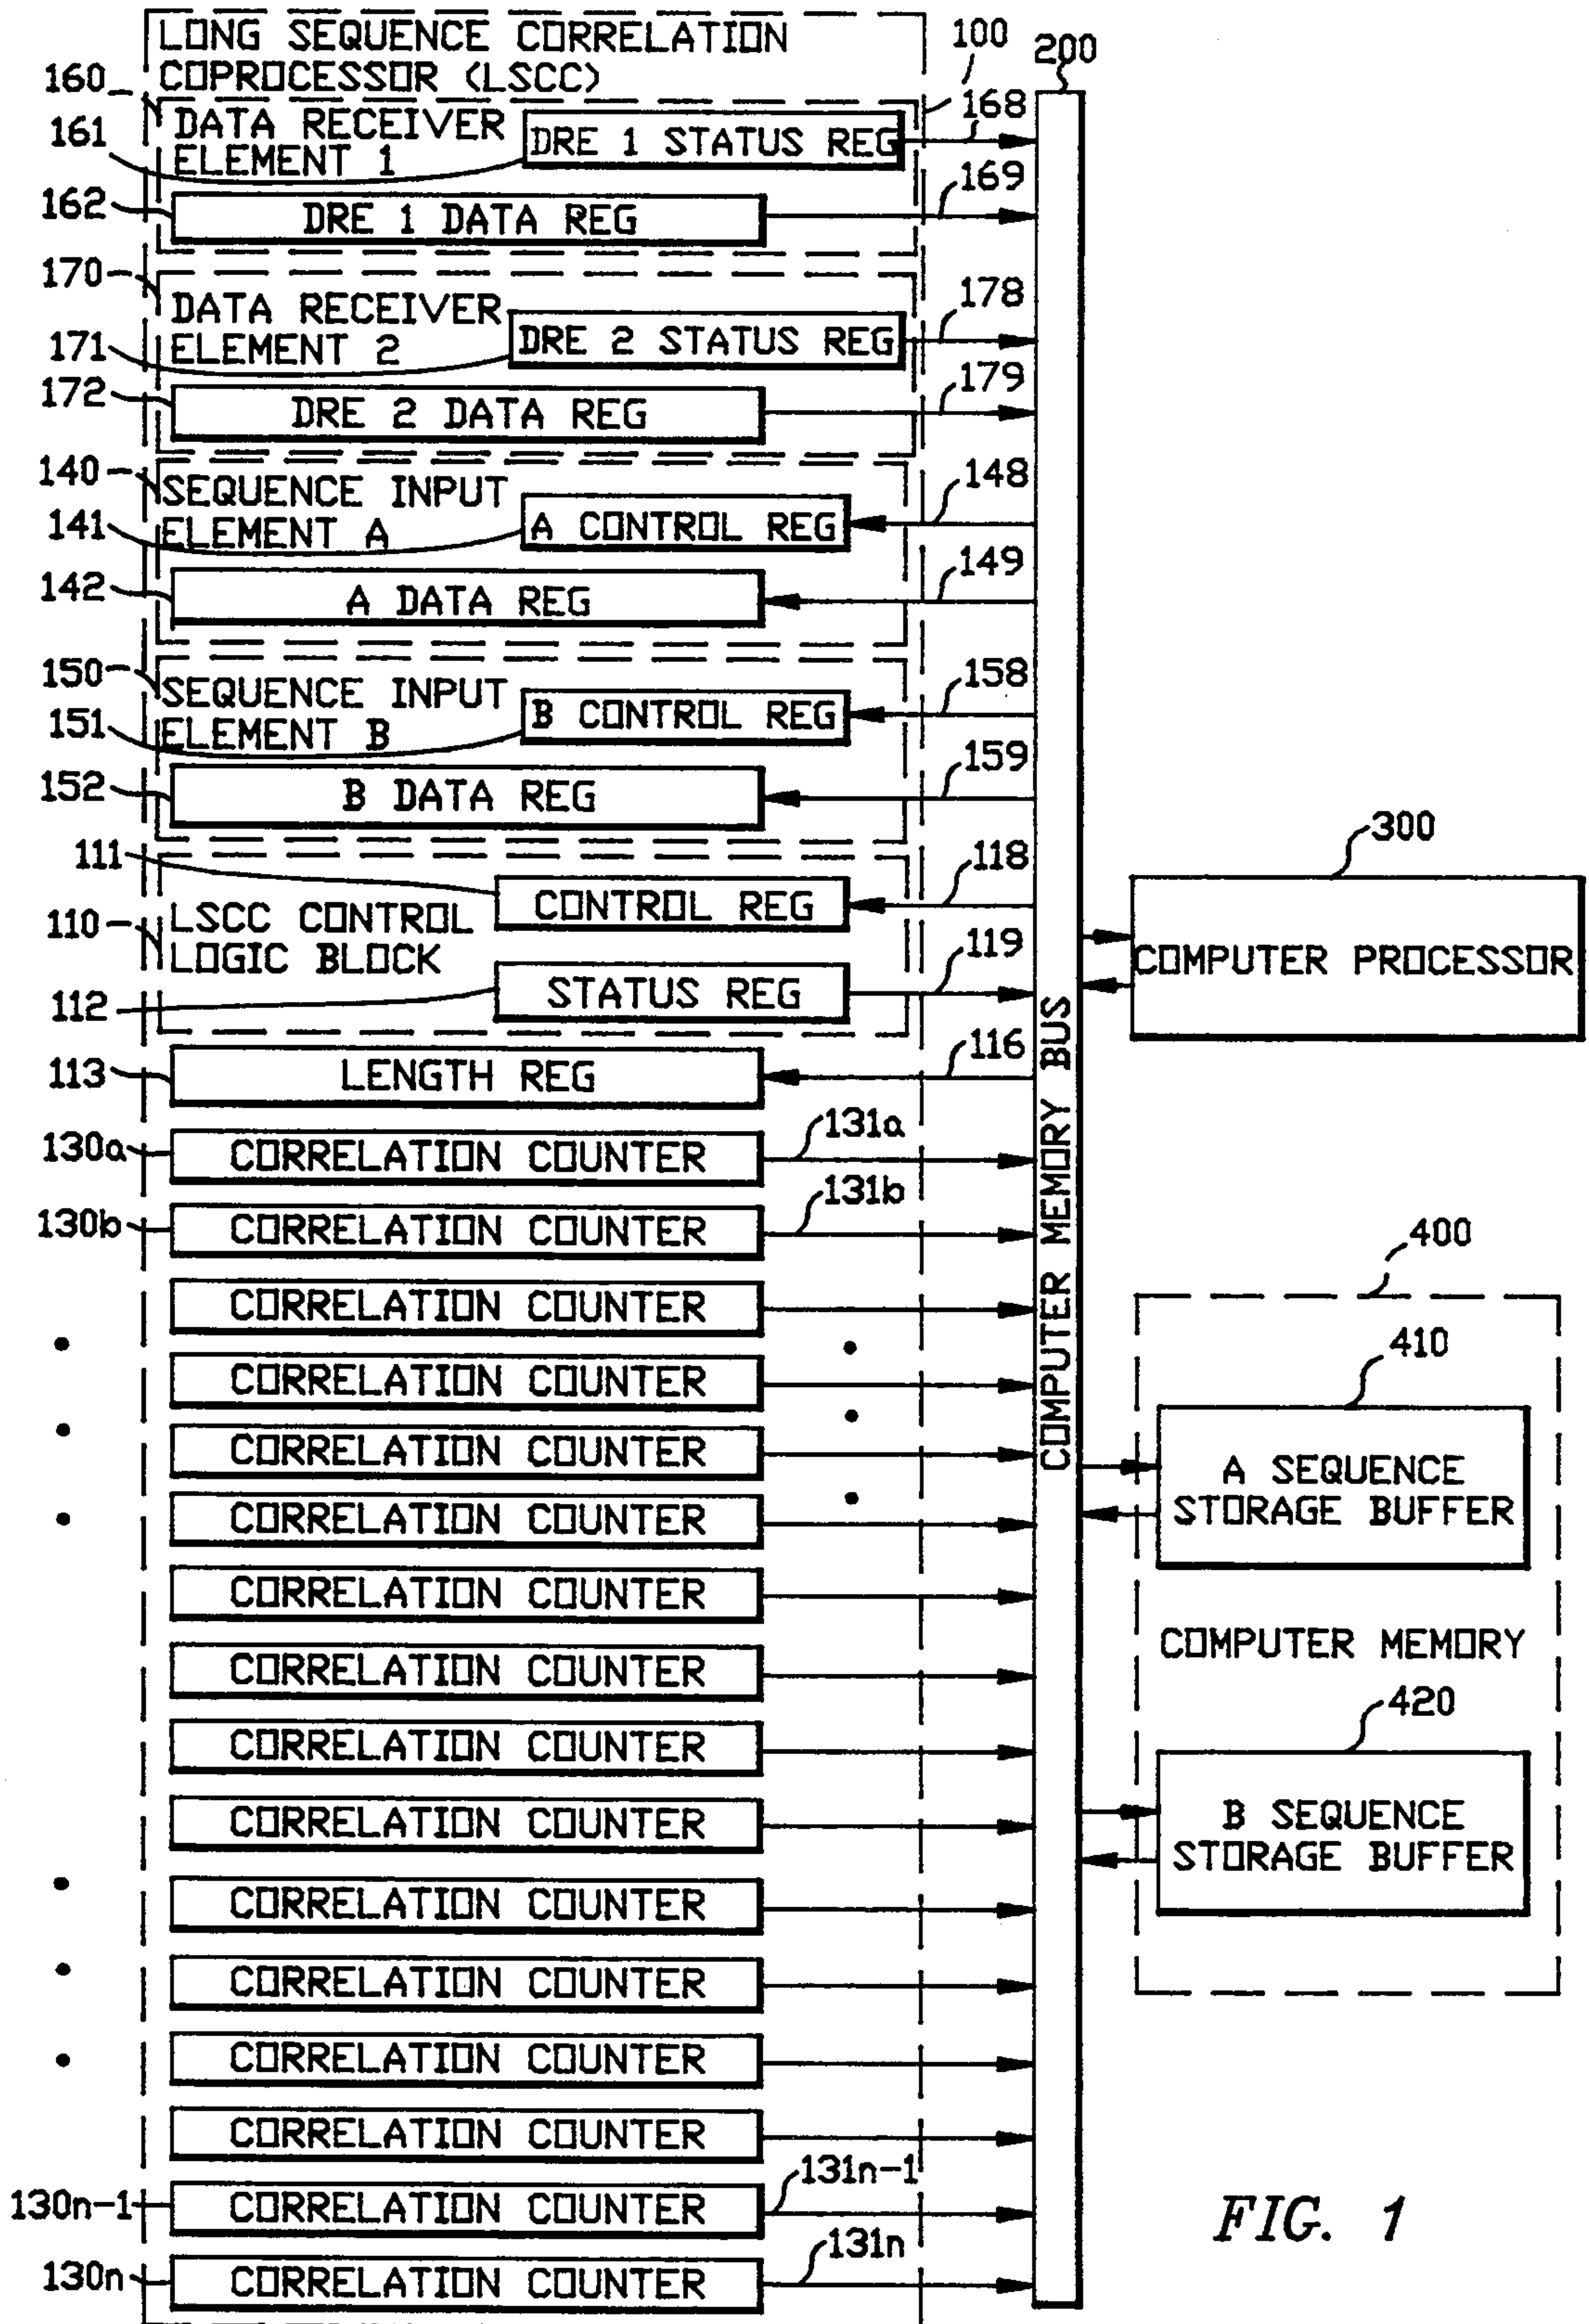 LONG SEQUENCE CORRELATION
COPROCESSOR (LSCC)
100
200
160
DATA RECEIVER
ELEMENT 1
161
DRE 1 STATUS REG
168
162
DRE 1 DATA REG
169
170
DATA RECEIVER
ELEMENT 2
171
DRE 2 STATUS REG
178
172
DRE 2 DATA REG
179
140
SEQUENCE INPUT
ELEMENT A
141
A CONTROL REG
148
142
A DATA REG
149
150
SEQUENCE INPUT
ELEMENT B
151
B CONTROL REG
158
152
B DATA REG
159
111
CONTROL REG
118
110
LSCC CONTROL
LOGIC BLOCK
112
STATUS REG
119
113
LENGTH REG
116
130a
CORRELATION COUNTER
131a
130b
CORRELATION COUNTER
131b
CORRELATION COUNTER
CORRELATION COUNTER
CORRELATION COUNTER
CORRELATION COUNTER
CORRELATION COUNTER
CORRELATION COUNTER
CORRELATION COUNTER
CORRELATION COUNTER
CORRELATION COUNTER
CORRELATION COUNTER
CORRELATION COUNTER
CORRELATION COUNTER
130n-1
CORRELATION COUNTER
131n-1
130n
CORRELATION COUNTER
131n
COMPUTER MEMORY BUS
300
COMPUTER PROCESSOR
400
410
A SEQUENCE
STORAGE BUFFER
COMPUTER MEMORY
420
B SEQUENCE
STORAGE BUFFER
FIG. 1